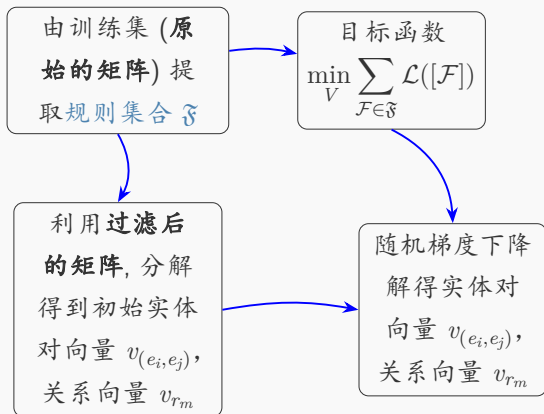 由训练集 (原
始的矩阵) 提
取规则集合 𝔉
目标函数
min_V ∑_{ℱ∈𝔉} ℒ([ℱ])
利用过滤后
的矩阵, 分解
得到初始实体
对向量 v_{(e_i,e_j)},
关系向量 v_{r_m}
随机梯度下降
解得实体对
向量 v_{(e_i,e_j)},
关系向量 v_{r_m}